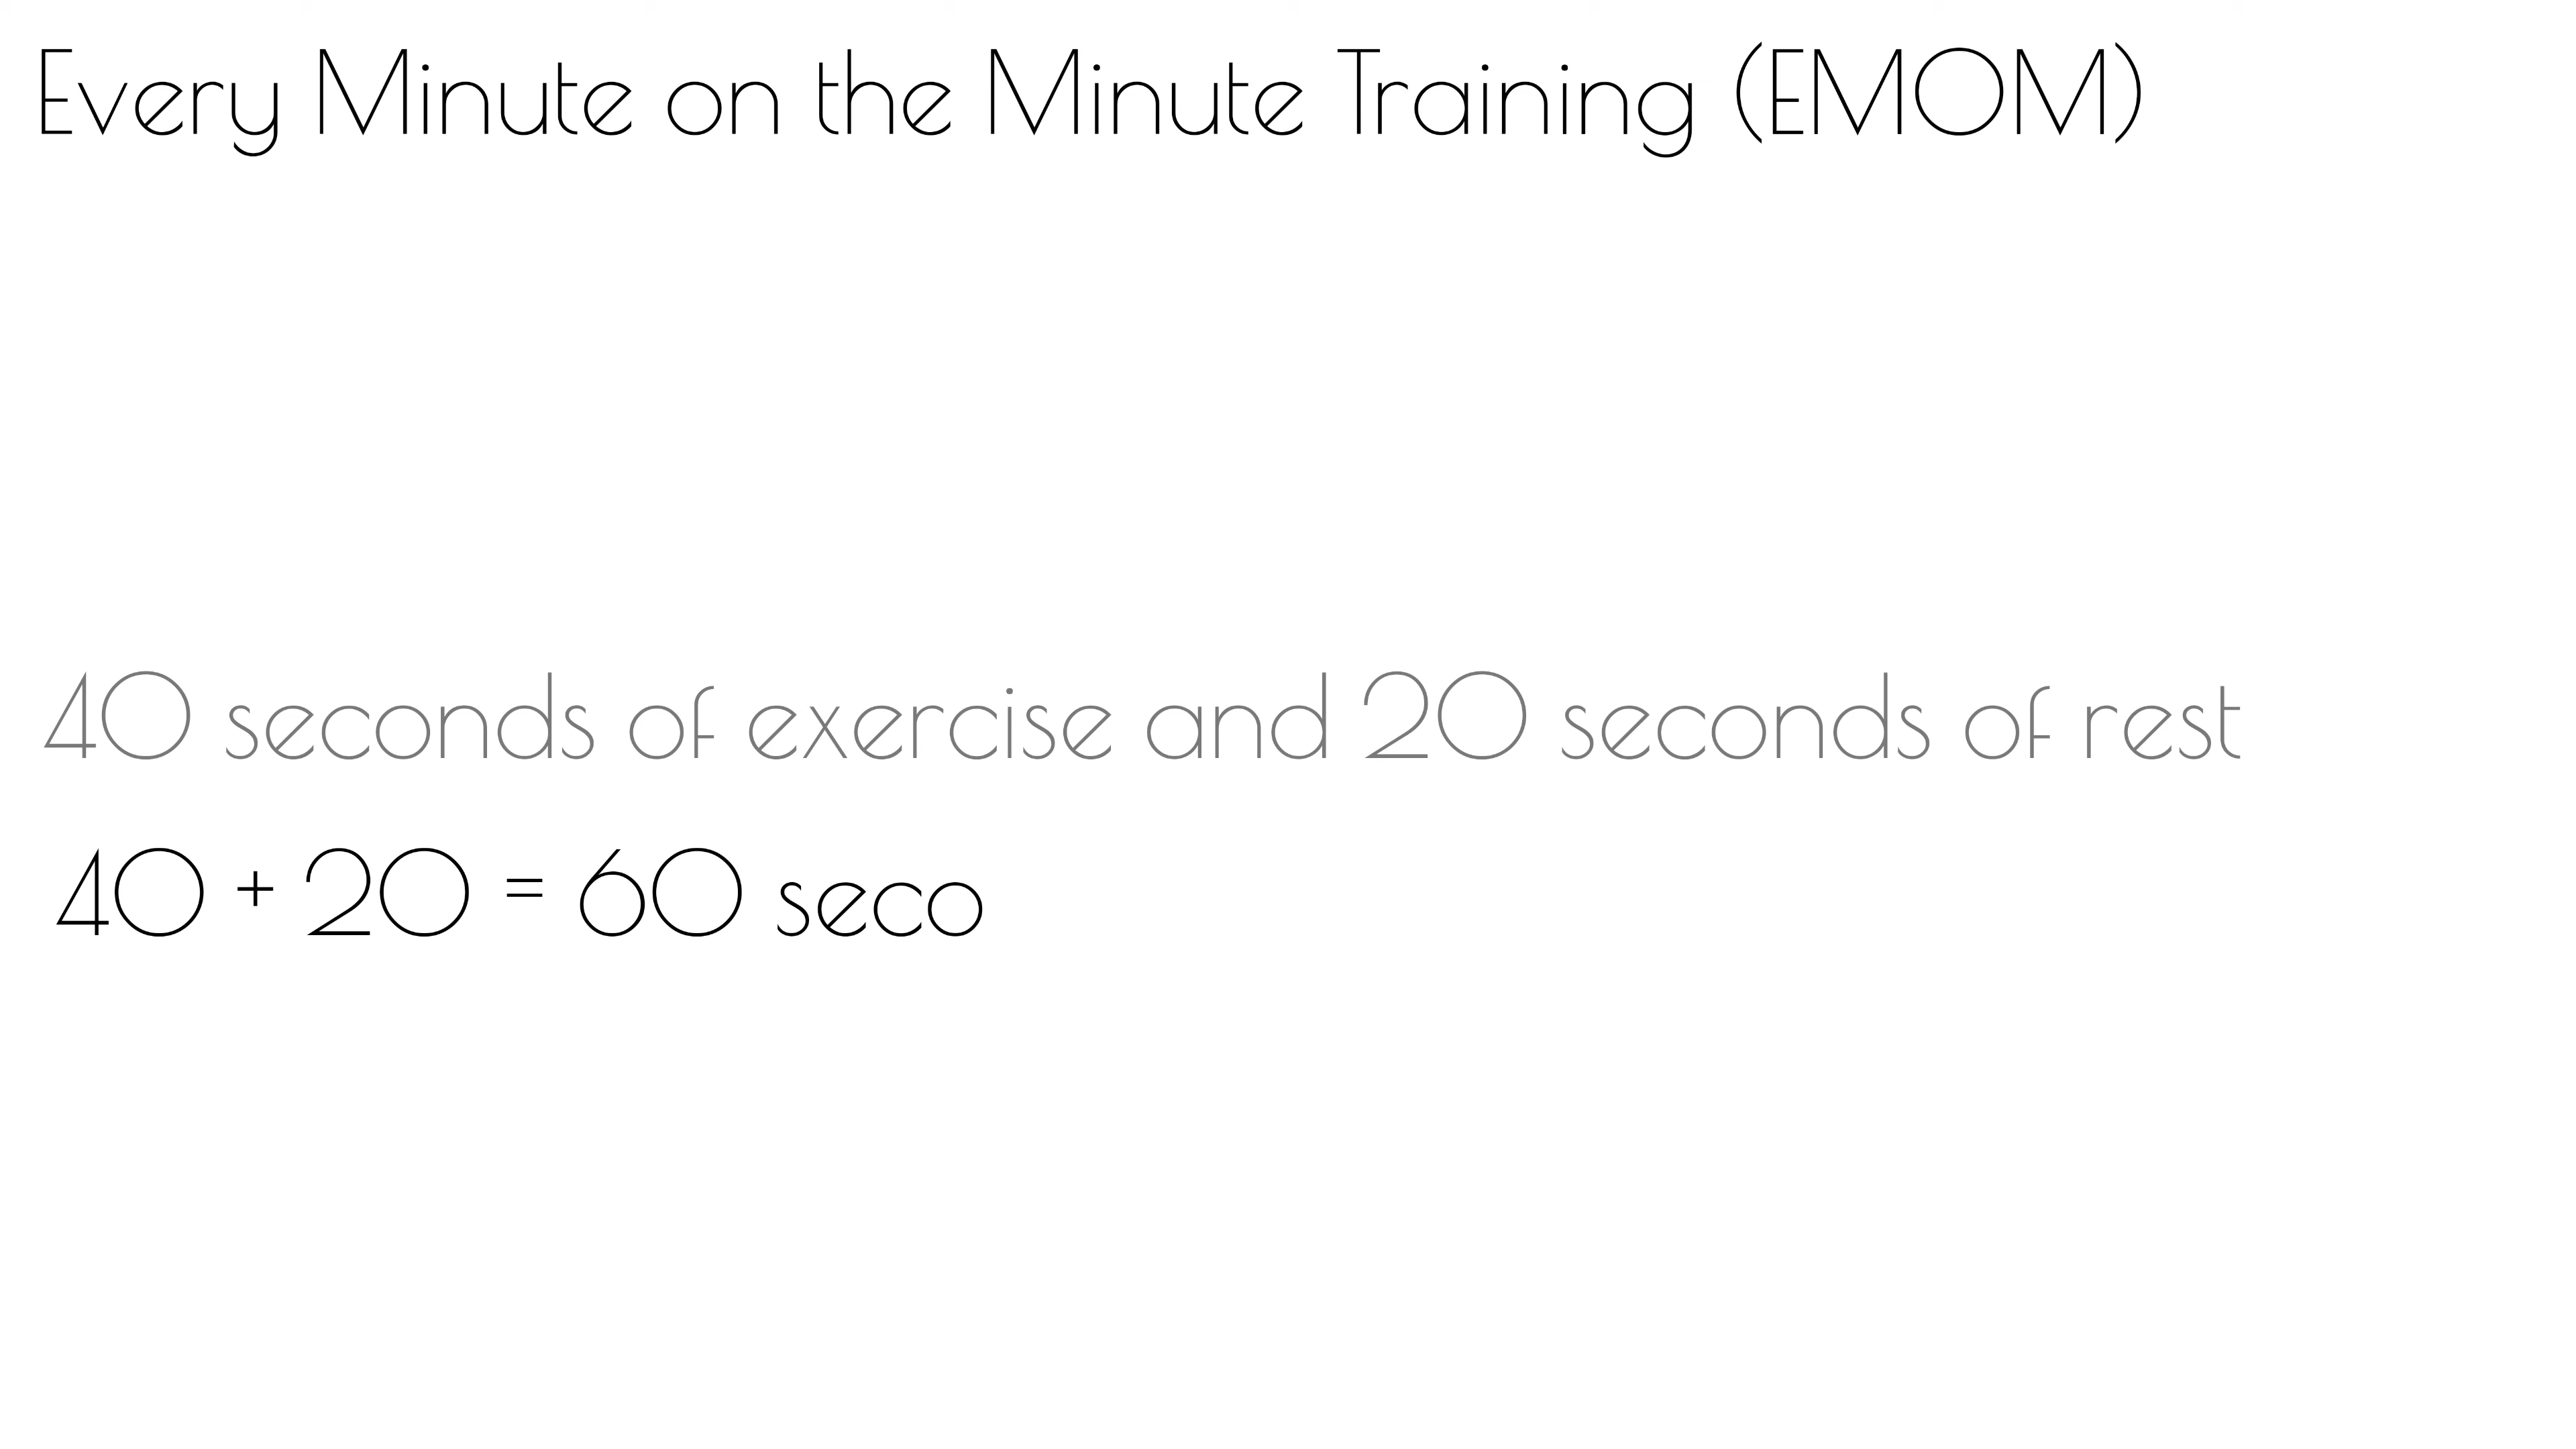 Every Minute on the Minute Training (EMOM)
40 seconds of exercise and 20 seconds of rest
40 + 20 = 60 seco